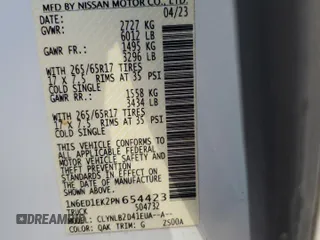 MFD BY NISSAN MOTOR CO., LTD.
DATE: 04/23
GVWR: 2727 KG
6012 LB
GAWR FR.: 1495 KG
3296 LB
WITH 265/65R17 TIRES
17 X 7.5 RIMS AT 35 PSI
COLD SINGLE
GAWR RR.: 1558 KG
3434 LB
WITH 265/65R17 TIRES
17 X 7.5 RIMS AT 35 PSI
COLD SINGLE
THIS VEHICLE CONFORMS TO ALL
APPLICABLE U.S. FEDERAL MOTOR
VEHICLE SAFETY STANDARDS IN
EFFECT ON THE DATE OF
MANUFACTURE SHOWN ABOVE.
1N6ED1EK2PN654423
TRUCK 504732
MODEL: CLYNLB2D41EUA--A--
COLOR: QAK TRIM: G Z500A
DREAMBID.COM